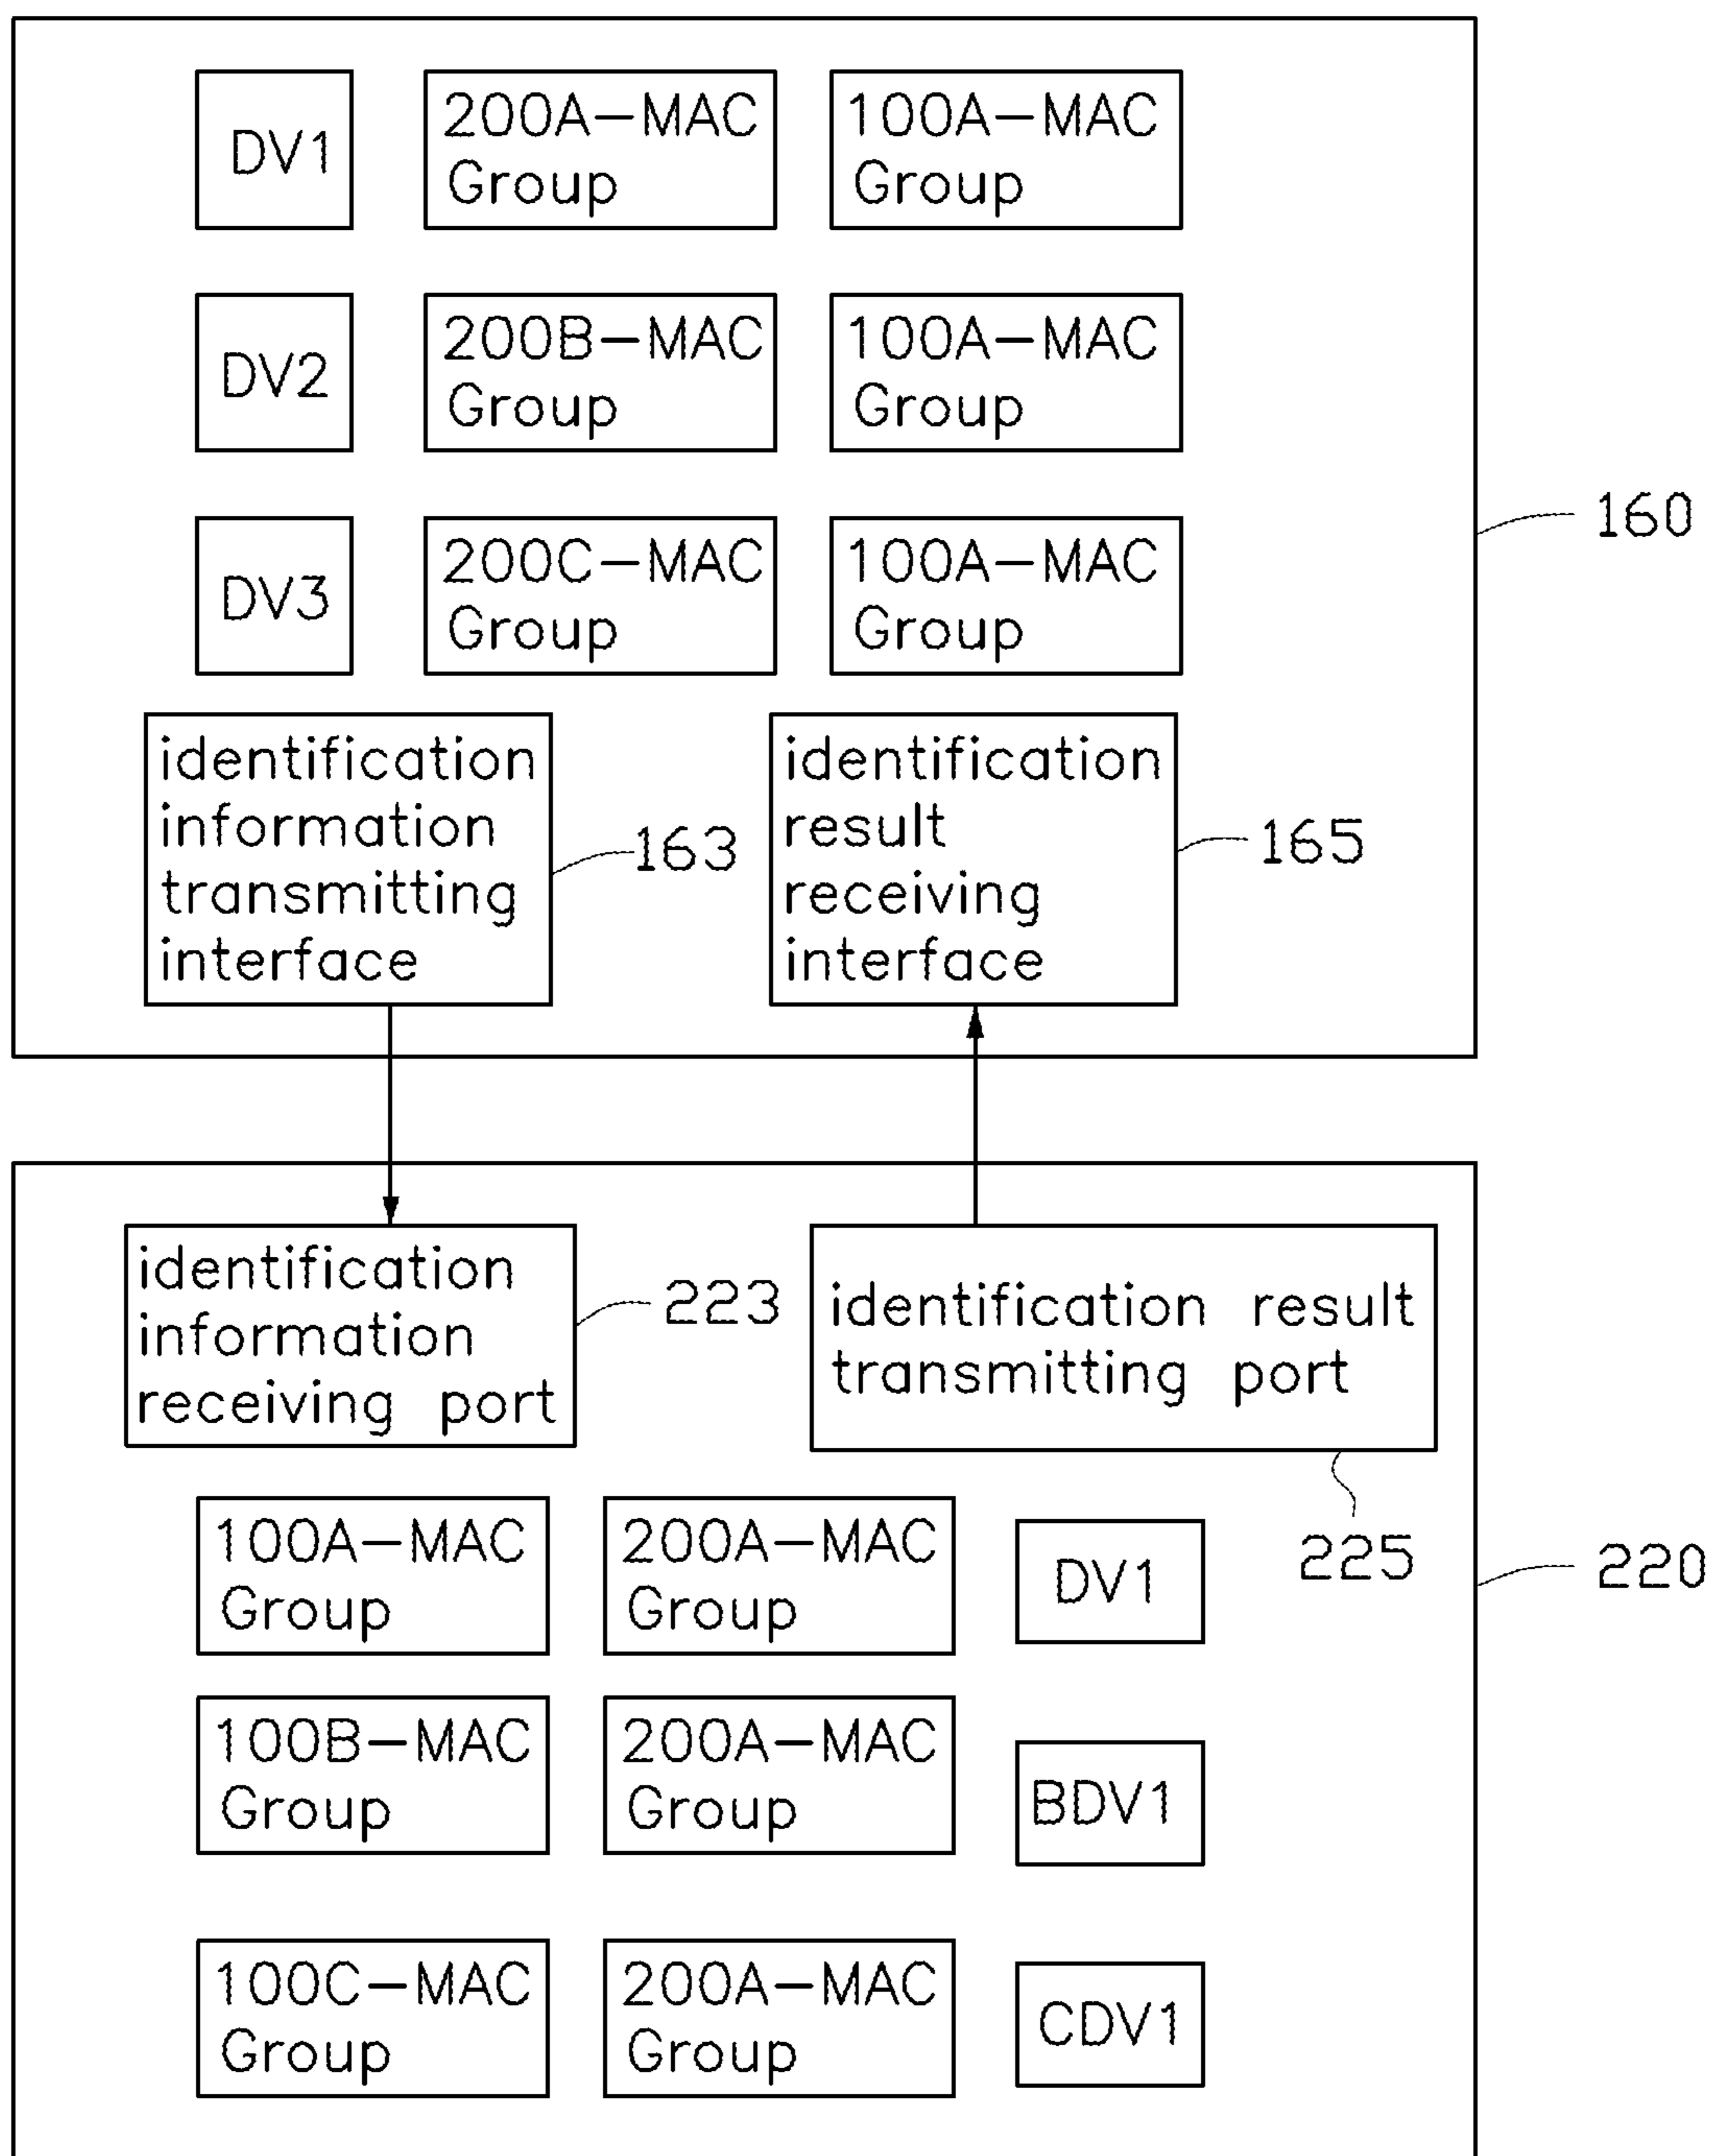 DV1
200A-MAC
Group
100A-MAC
Group
DV2
200B-MAC
Group
100A-MAC
Group
160
DV3
200C-MAC
Group
100A-MAC
Group
identification
information
transmitting
interface
163
identification
result
receiving
interface
165
identification
information
receiving port
223
identification result
transmitting port
225
220
100A-MAC
Group
200A-MAC
Group
DV1
100B-MAC
Group
200A-MAC
Group
BDV1
100C-MAC
Group
200A-MAC
Group
CDV1